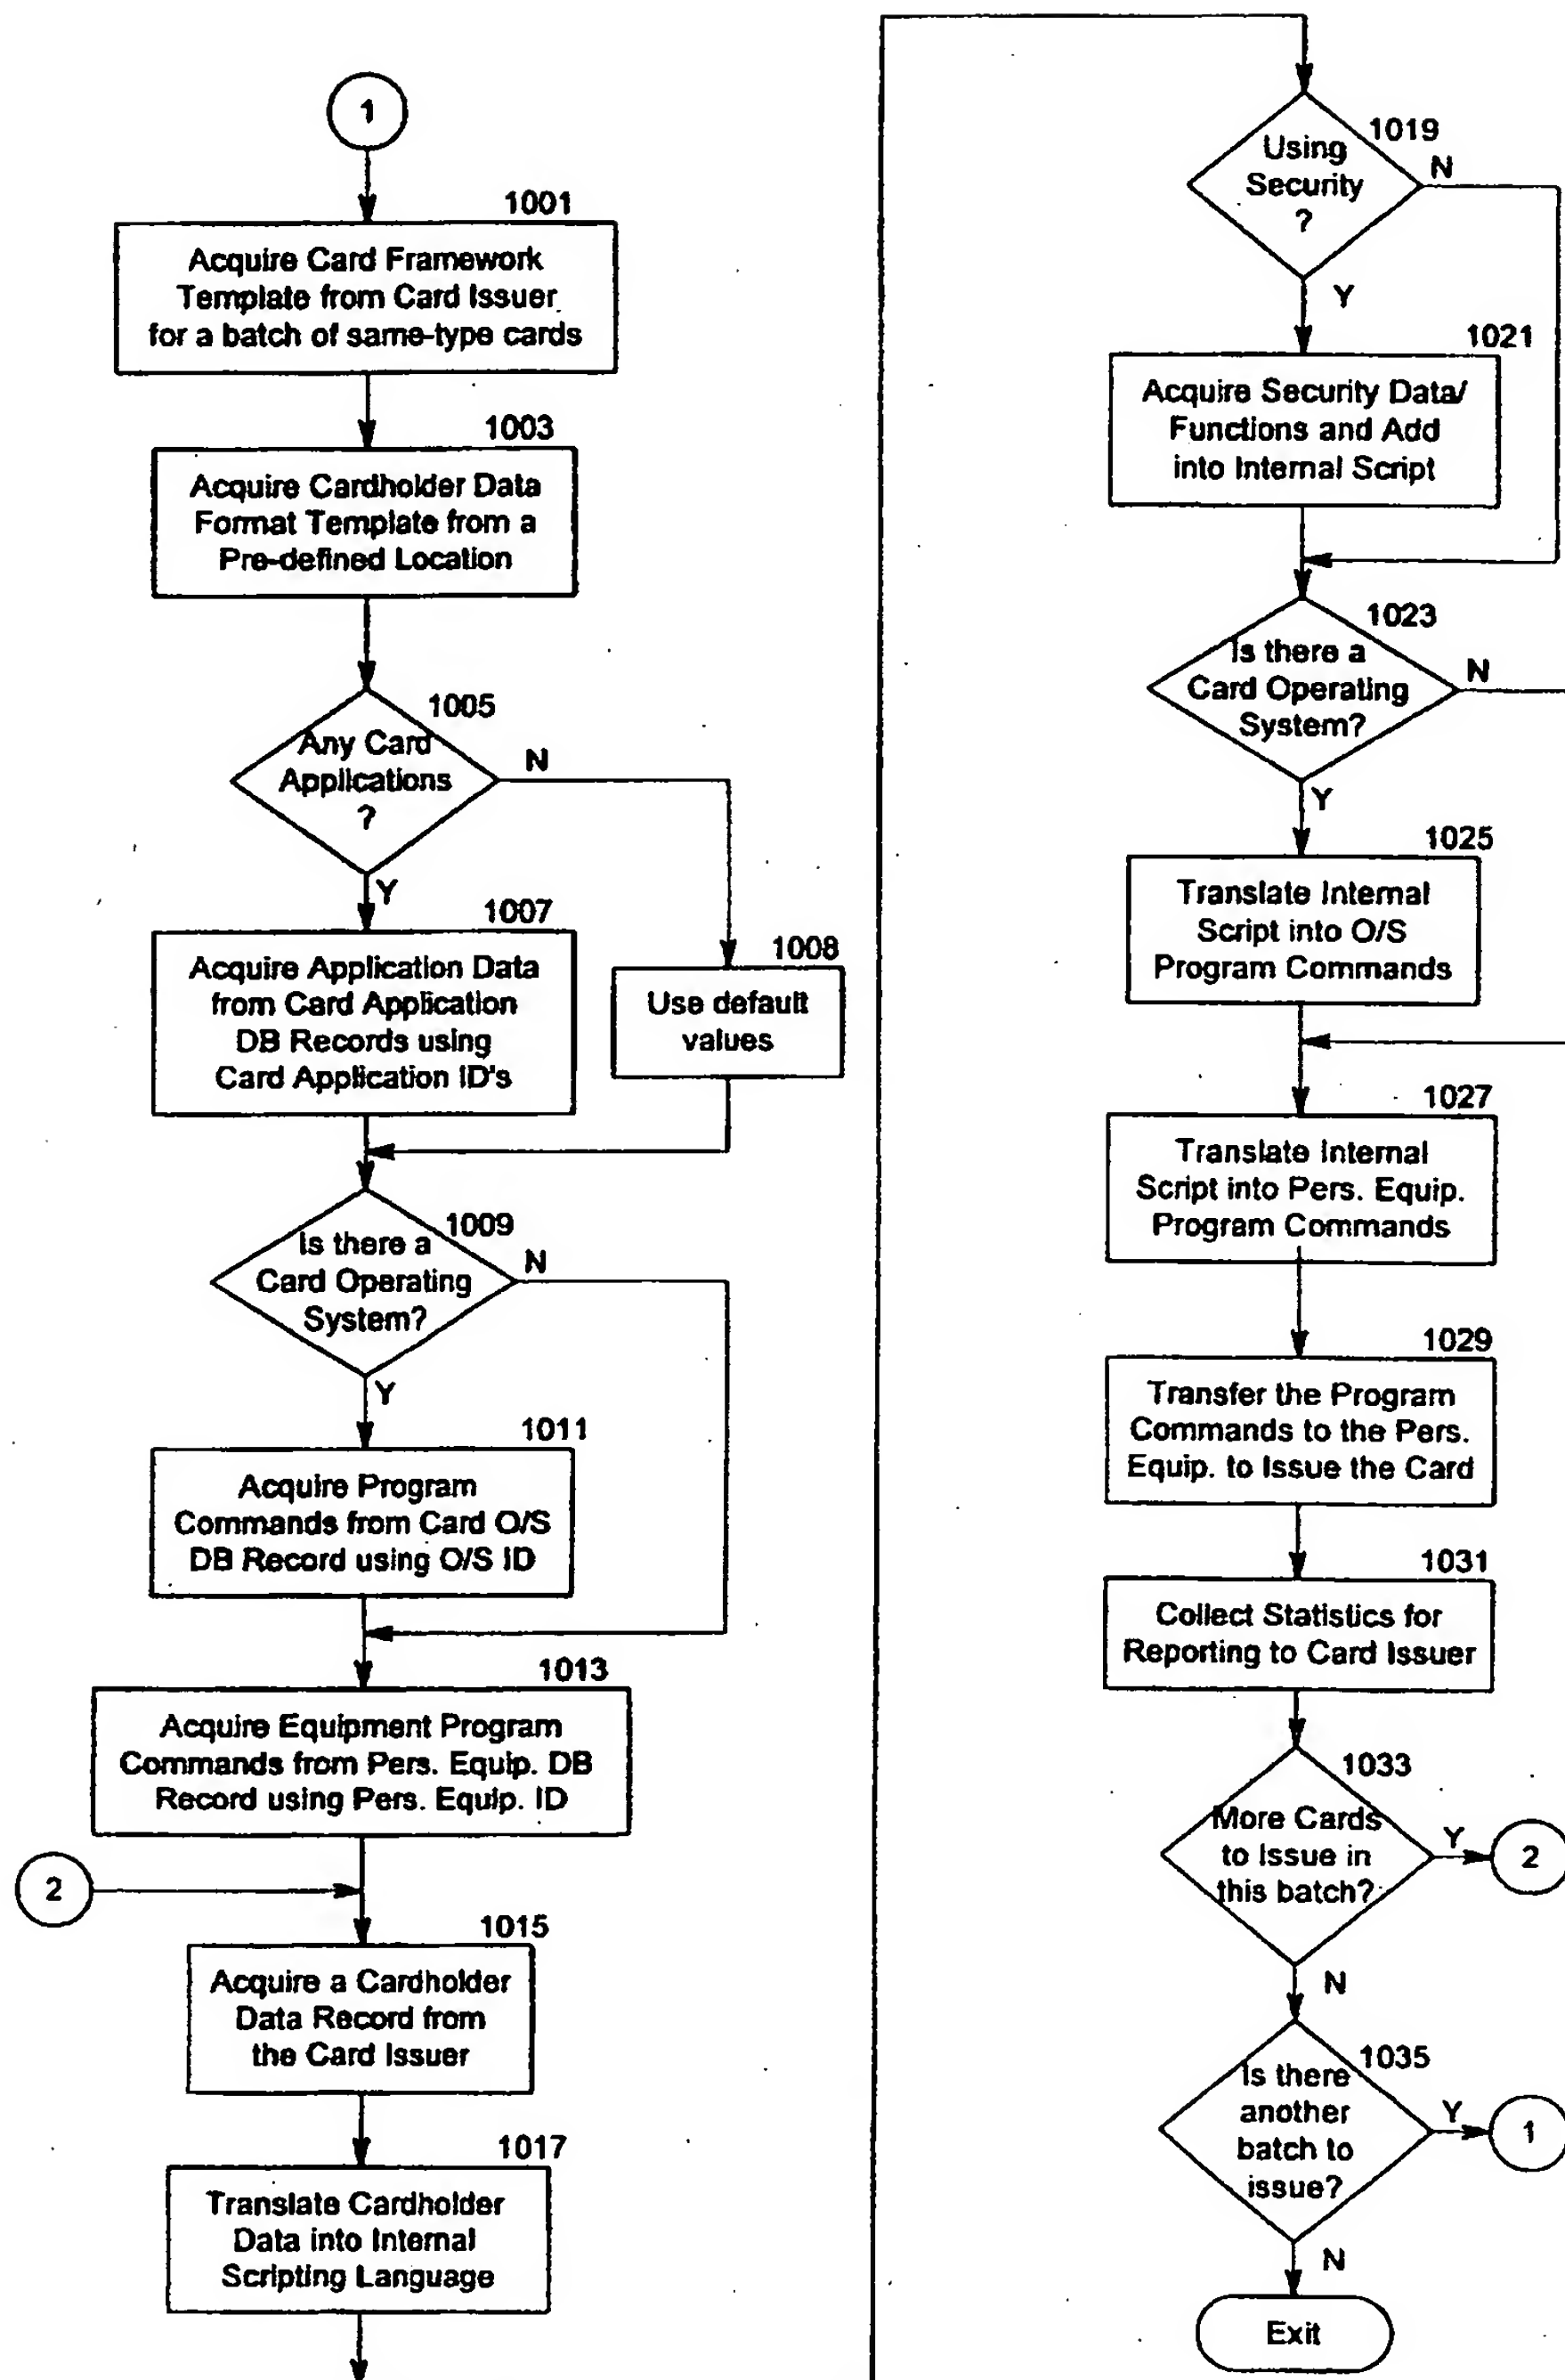 1
1001
Acquire Card Framework
Template from Card Issuer
for a batch of same-type cards
1003
Acquire Cardholder Data
Format Template from a
Pre-defined Location
1005
Any Card
Applications
?
N
Y
1007
Acquire Application Data
from Card Application
DB Records using
Card Application ID's
1008
Use default
values
1009
Is there a
Card Operating
System?
N
Y
1011
Acquire Program
Commands from Card O/S
DB Record using O/S ID
1013
Acquire Equipment Program
Commands from Pers. Equip. DB
Record using Pers. Equip. ID
2
1015
Acquire a Cardholder
Data Record from
the Card Issuer
1017
Translate Cardholder
Data into Internal
Scripting Language
1019
Using
Security
?
N
Y
1021
Acquire Security Data/
Functions and Add
into Internal Script
1023
Is there a
Card Operating
System?
N
Y
1025
Translate Internal
Script into O/S
Program Commands
1027
Translate Internal
Script into Pers. Equip.
Program Commands
1029
Transfer the Program
Commands to the Pers.
Equip. to Issue the Card
1031
Collect Statistics for
Reporting to Card Issuer
1033
More Cards
to Issue in
this batch?
Y
2
N
1035
Is there
another
batch to
issue?
Y
1
N
Exit